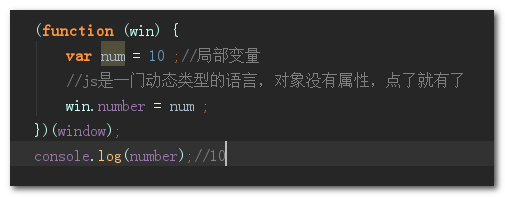 (function (win) {
var num = 10 ;//局部变量
//js是一门动态类型的语言，对象没有属性，点了就有了
win.number = num ;
})(window);
console.log(number);//10